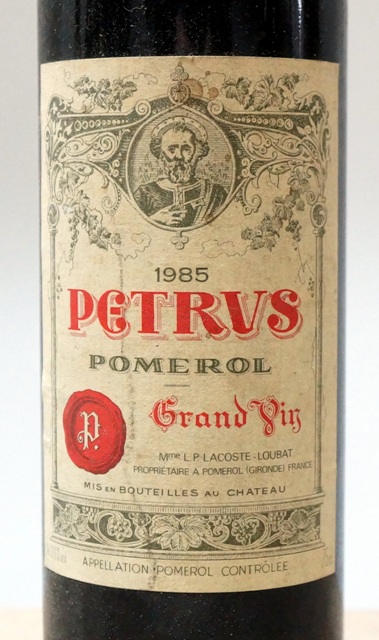 1985
PETRVS
POMEROL
Grand Vin
P.
Mme L.P. LACOSTE-LOUBAT
PROPRIÉTAIRE A POMEROL (GIRONDE) FRANCE
MIS EN BOUTEILLES AU CHATEAU
APPELLATION POMEROL CONTRÔLÉE